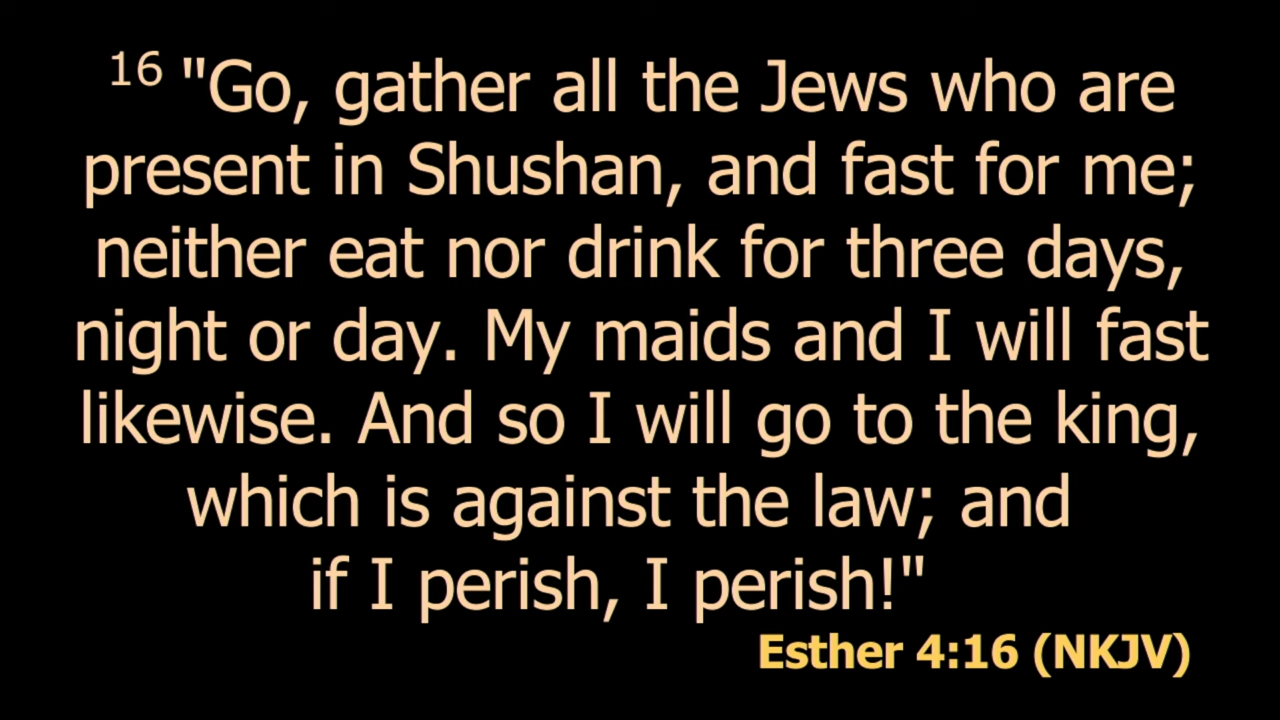 16 "Go, gather all the Jews who are
present in Shushan, and fast for me;
neither eat nor drink for three days,
night or day. My maids and I will fast
likewise. And so I will go to the king,
which is against the law; and
if I perish, I perish!"
Esther 4:16 (NKJV)